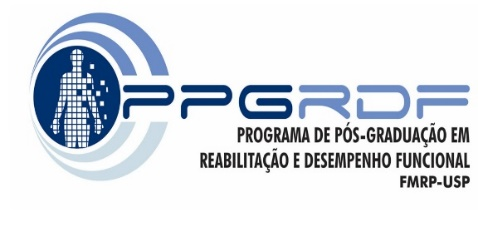 PPGRDF
PROGRAMA DE PÓS-GRADUAÇÃO EM
REABILITAÇÃO E DESEMPENHO FUNCIONAL
FMRP-USP